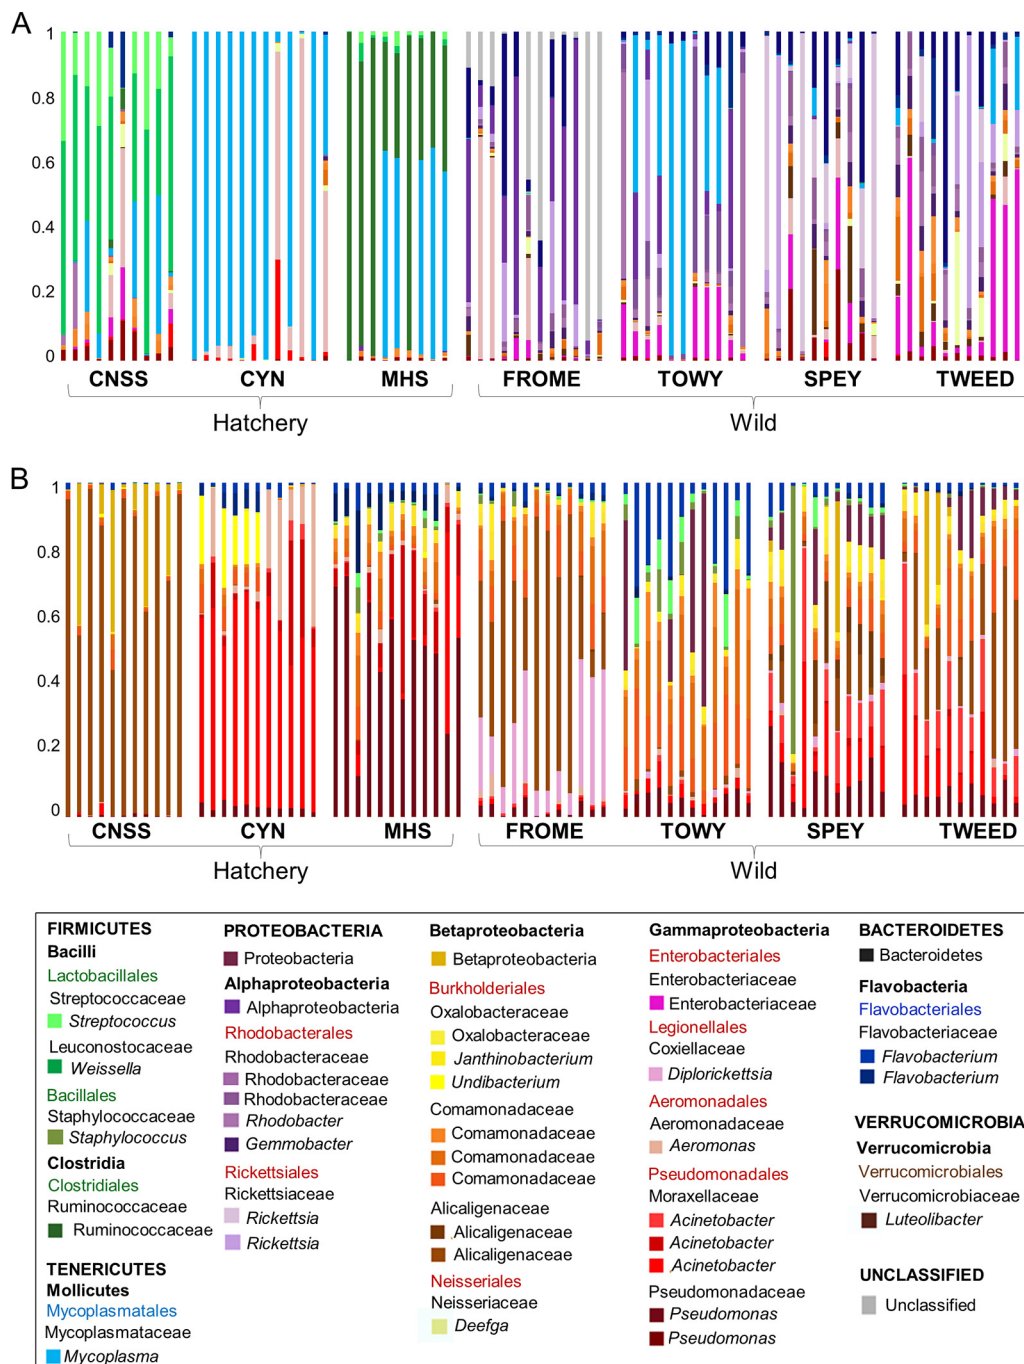 A
1
0.8
0.6
0.4
0.2
0
CNSS CYN MHS FROME TOWY SPEY TWEED
Hatchery Wild
B
1
0.8
0.6
0.4
0.2
0
CNSS CYN MHS FROME TOWY SPEY TWEED
Hatchery Wild
FIRMICUTES
Bacilli
Lactobacillales
Streptococcaceae
Streptococcus
Leuconostocaceae
Weissella
Bacillales
Staphylococcaceae
Staphylococcus
Clostridia
Clostridiales
Ruminococcaceae
Ruminococcaceae
TENERICUTES
Mollicutes
Mycoplasmatales
Mycoplasmataceae
Mycoplasma
PROTEOBACTERIA
Proteobacteria
Alphaproteobacteria
Alphaproteobacteria
Rhodobacterales
Rhodobacteraceae
Rhodobacteraceae
Rhodobacteraceae
Rhodobacter
Gemmobacter
Rickettsiales
Rickettsiaceae
Rickettsia
Rickettsia
Betaproteobacteria
Betaproteobacteria
Burkholderiales
Oxalobacteraceae
Oxalobacteraceae
Janthinobacterium
Undibacterium
Comamonadaceae
Comamonadaceae
Comamonadaceae
Comamonadaceae
Alicaligenaceae
Alicaligenaceae
Alicaligenaceae
Neisseriales
Neisseriaceae
Deefga
Gammaproteobacteria
Enterobacteriales
Enterobacteriaceae
Enterobacteriaceae
Legionellales
Coxiellaceae
Diplorickettsia
Aeromonadales
Aeromonadaceae
Aeromonas
Pseudomonadales
Moraxellaceae
Acinetobacter
Acinetobacter
Acinetobacter
Pseudomonadaceae
Pseudomonas
Pseudomonas
BACTEROIDETES
Bacteroidetes
Flavobacteria
Flavobacteriales
Flavobacteriaceae
Flavobacterium
Flavobacterium
VERRUCOMICROBIA
Verrucomicrobia
Verrucomicrobiales
Verrucomicrobiaceae
Luteolibacter
UNCLASSIFIED
Unclassified